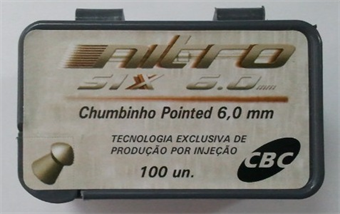 nitro
SIX 6.0mm
Chumbinho Pointed 6,0 mm
TECNOLOGIA EXCLUSIVA DE
PRODUÇÃO POR INJEÇÃO
CBC
100 un.